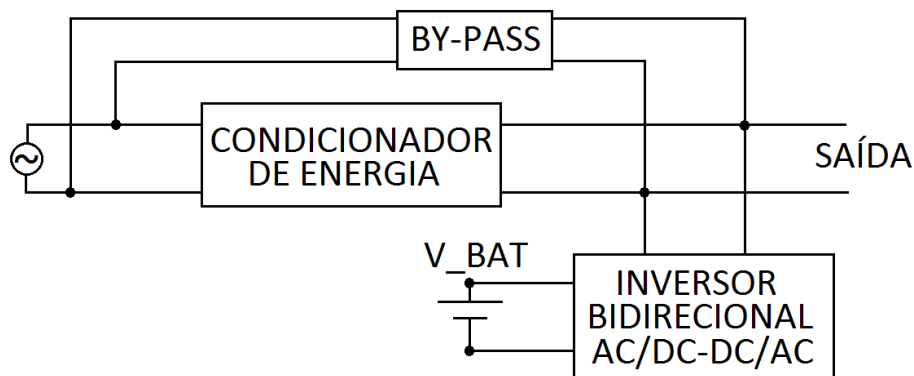 BY-PASS
CONDICIONADOR
DE ENERGIA
SAÍDA
V_BAT
INVERSOR
BIDIRECIONAL
AC/DC-DC/AC